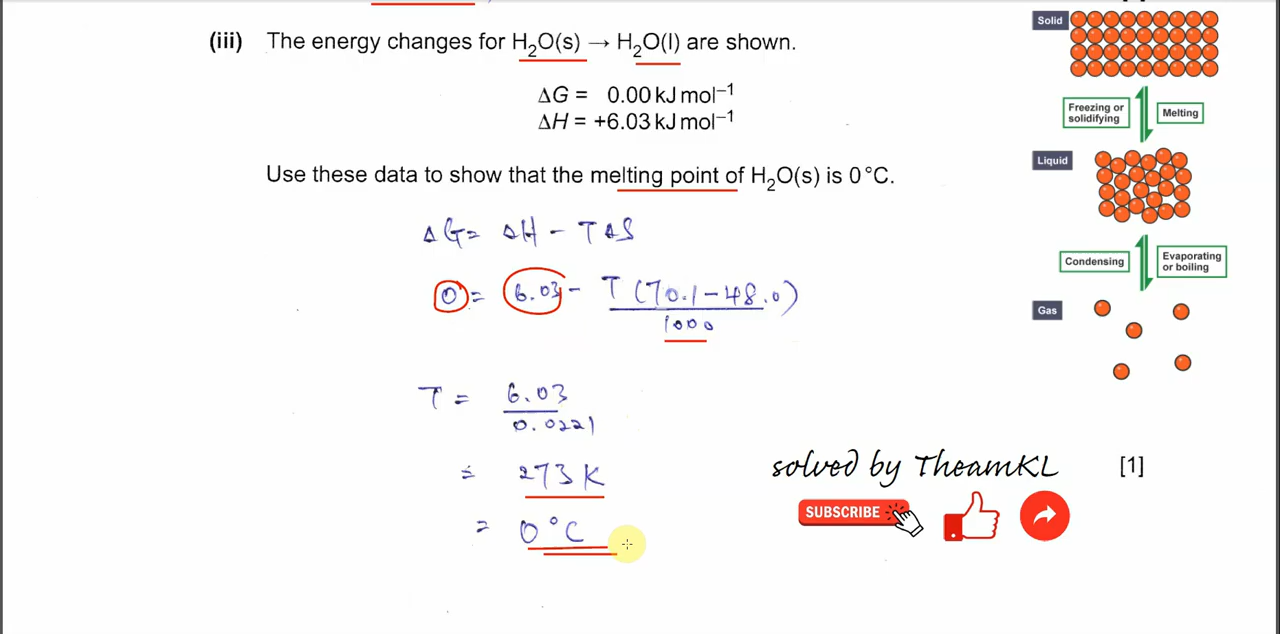 (iii) The energy changes for H₂O(s) → H₂O(l) are shown.
ΔG = 0.00 kJ mol⁻¹
ΔH = +6.03 kJ mol⁻¹
Use these data to show that the melting point of H₂O(s) is 0 °C.
ΔG = ΔH - TΔS
0 = 6.03 - T (70.1 - 48.0)
1000
T = 6.03
0.0221
= 273 K
= 0 °C
[1]
solved by TheamKL
SUBSCRIBE
Solid
Freezing or
solidifying
Melting
Liquid
Condensing
Evaporating
or boiling
Gas